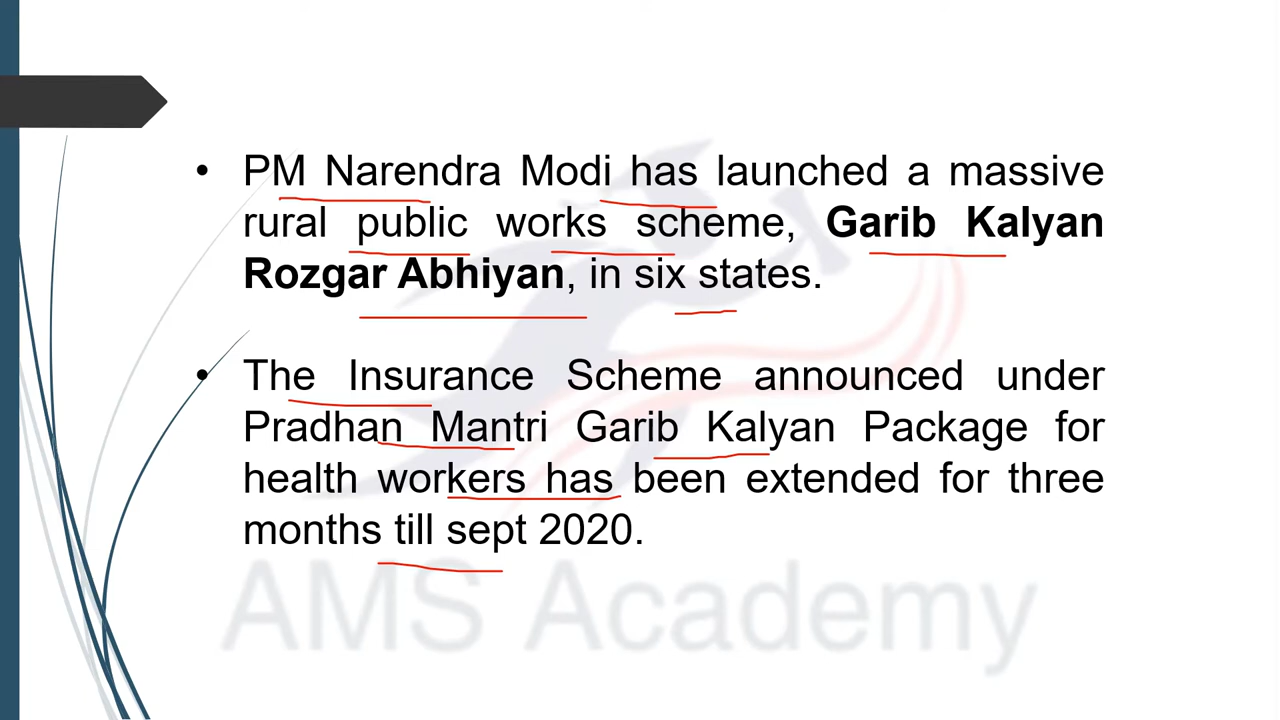 • PM Narendra Modi has launched a massive
rural public works scheme, Garib Kalyan
Rozgar Abhiyan, in six states.
• The Insurance Scheme announced under
Pradhan Mantri Garib Kalyan Package for
health workers has been extended for three
months till sept 2020.
AMS Academy